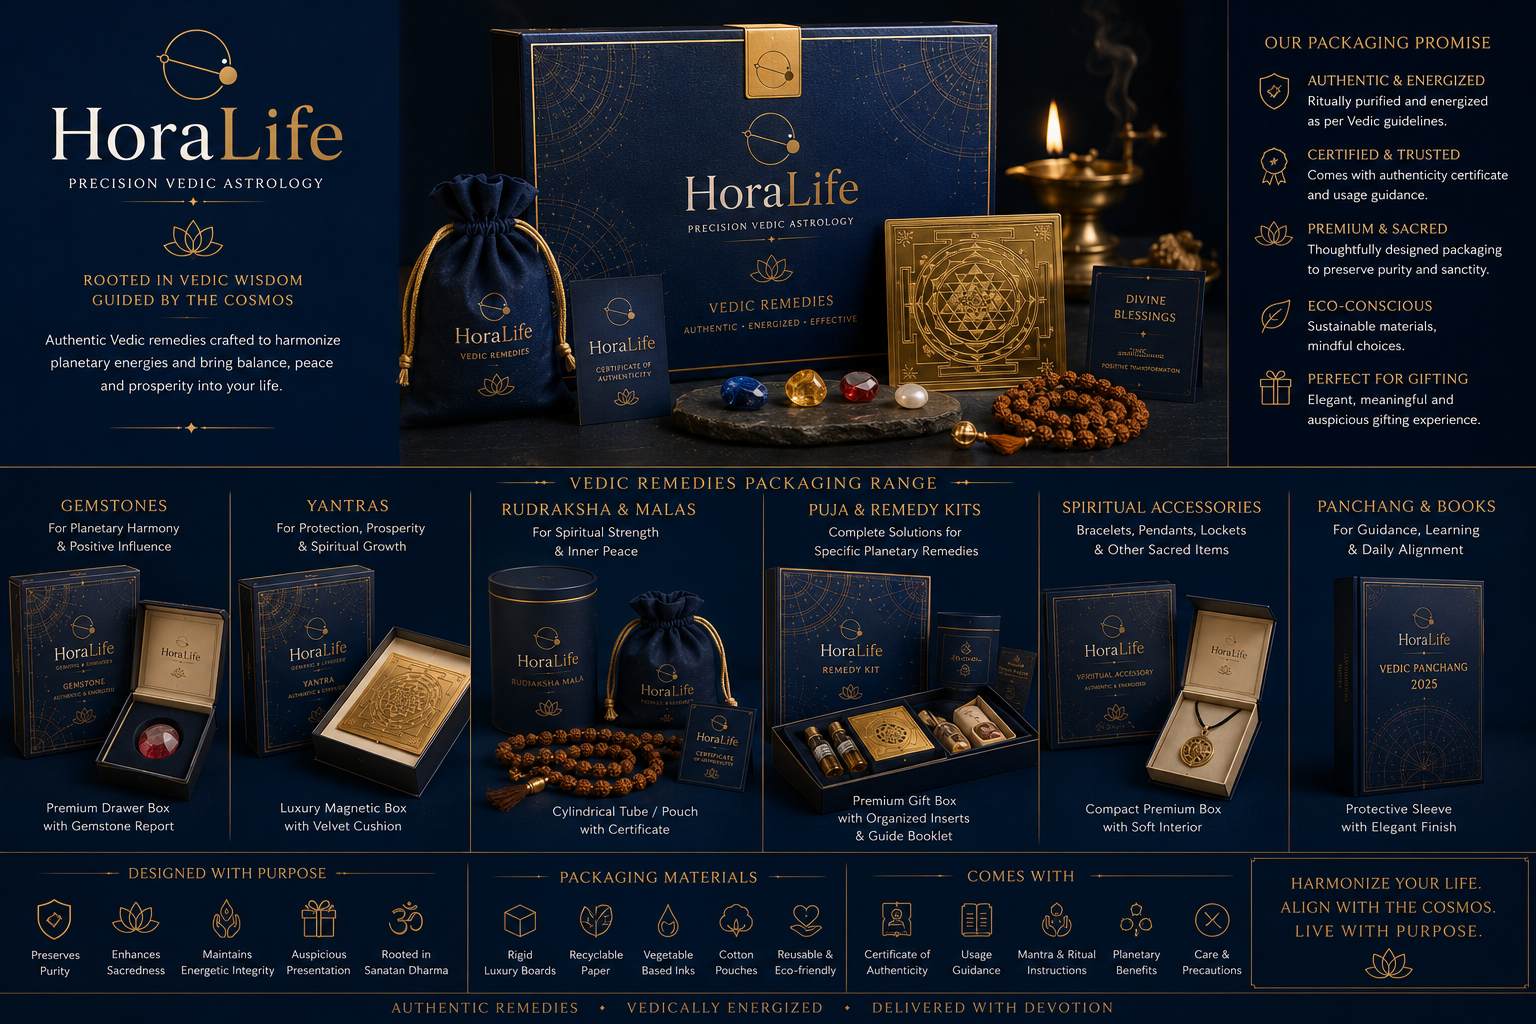 HoraLife
PRECISION VEDIC ASTROLOGY
ROOTED IN VEDIC WISDOM
GUIDED BY THE COSMOS
Authentic Vedic remedies crafted to harmonize
planetary energies and bring balance, peace
and prosperity into your life.
HoraLife
PRECISION VEDIC ASTROLOGY
VEDIC REMEDIES
AUTHENTIC • ENERGIZED • EFFECTIVE
HoraLife
VEDIC REMEDIES
HoraLife
CERTIFICATE OF
AUTHENTICITY
DIVINE
BLESSINGS
POSITIVE TRANSFORMATION
OUR PACKAGING PROMISE
AUTHENTIC & ENERGIZED
Ritually purified and energized
as per Vedic guidelines.
CERTIFIED & TRUSTED
Comes with authenticity certificate
and usage guidance.
PREMIUM & SACRED
Thoughtfully designed packaging
to preserve purity and sanctity.
ECO-CONSCIOUS
Sustainable materials,
mindful choices.
PERFECT FOR GIFTING
Elegant, meaningful and
auspicious gifting experience.
VEDIC REMEDIES PACKAGING RANGE
GEMSTONES
For Planetary Harmony
& Positive Influence
HoraLife
GEMSTONE
AUTHENTIC & ENERGIZED
HoraLife
Premium Drawer Box
with Gemstone Report
YANTRAS
For Protection, Prosperity
& Spiritual Growth
HoraLife
YANTRA
Luxury Magnetic Box
with Velvet Cushion
RUDRAKSHA & MALAS
For Spiritual Strength
& Inner Peace
HoraLife
RUDRAKSHA MALA
HoraLife
HoraLife
CERTIFICATE
Cylindrical Tube / Pouch
with Certificate
PUJA & REMEDY KITS
Complete Solutions for
Specific Planetary Remedies
HoraLife
REMEDY KIT
Premium Gift Box
with Organized Inserts
& Guide Booklet
SPIRITUAL ACCESSORIES
Bracelets, Pendants, Lockets
& Other Sacred Items
HoraLife
ACCESSORY
HoraLife
Compact Premium Box
with Soft Interior
PANCHANG & BOOKS
For Guidance, Learning
& Daily Alignment
HoraLife
VEDIC PANCHANG
2025
Protective Sleeve
with Elegant Finish
DESIGNED WITH PURPOSE
Preserves
Purity
Enhances
Sacredness
Maintains
Energetic Integrity
Auspicious
Presentation
ॐ
Rooted in
Sanatan Dharma
PACKAGING MATERIALS
Rigid
Luxury Boards
Recyclable
Paper
Vegetable
Based Inks
Cotton
Pouches
Reusable &
Eco-friendly
COMES WITH
Certificate of
Authenticity
Usage
Guidance
Mantra & Ritual
Instructions
Planetary
Benefits
Care &
Precautions
HARMONIZE YOUR LIFE.
ALIGN WITH THE COSMOS.
LIVE WITH PURPOSE.
AUTHENTIC REMEDIES • VEDICALLY ENERGIZED • DELIVERED WITH DEVOTION